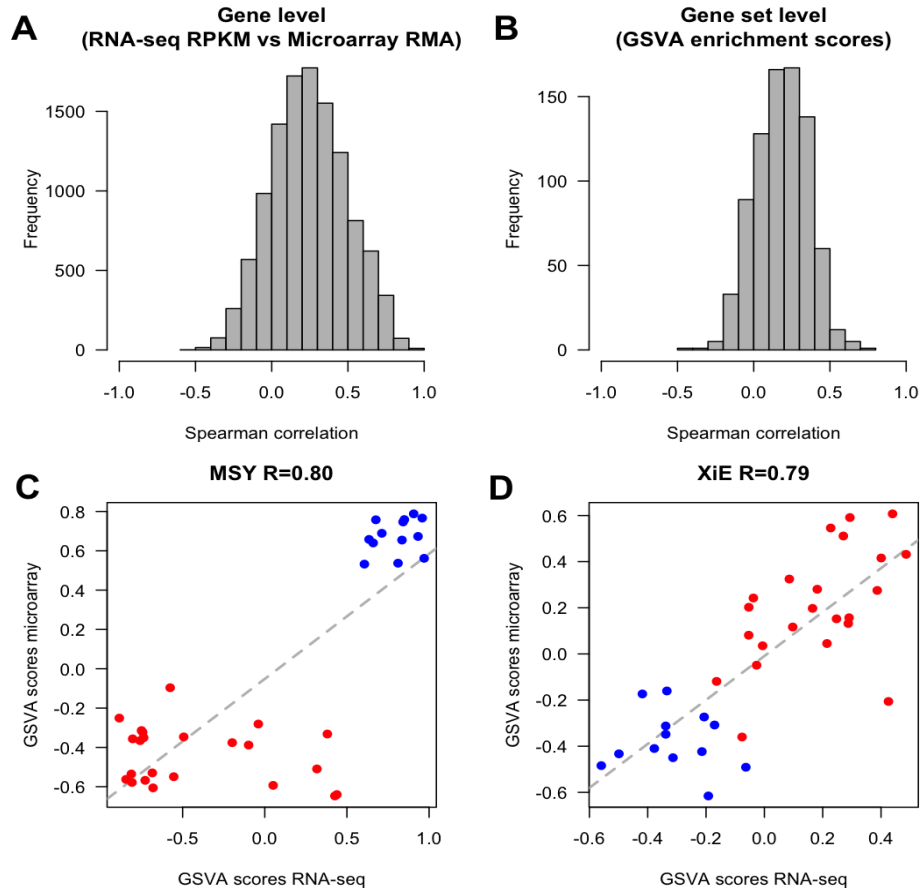 A
Gene level
(RNA-seq RPKM vs Microarray RMA)
Frequency
1500
1000
500
0
-1.0
-0.5
0.0
0.5
1.0
Spearman correlation
B
Gene set level
(GSVA enrichment scores)
Frequency
150
100
50
0
-1.0
-0.5
0.0
0.5
1.0
Spearman correlation
C
MSY R=0.80
GSVA scores microarray
0.8
0.6
0.4
0.2
0.0
-0.2
-0.4
-0.6
-0.5
0.0
0.5
1.0
GSVA scores RNA-seq
D
XiE R=0.79
GSVA scores microarray
0.6
0.4
0.2
0.0
-0.2
-0.4
-0.6
-0.6
-0.4
-0.2
0.0
0.2
0.4
GSVA scores RNA-seq